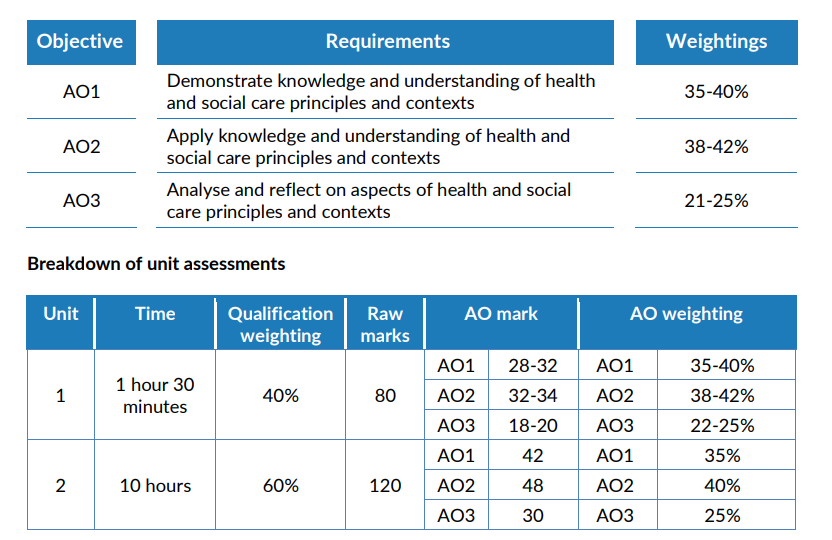 Objective Requirements Weightings
AO1 Demonstrate knowledge and understanding of health and social care principles and contexts 35-40%
AO2 Apply knowledge and understanding of health and social care principles and contexts 38-42%
AO3 Analyse and reflect on aspects of health and social care principles and contexts 21-25%
Breakdown of unit assessments
Unit Time Qualification weighting Raw marks AO mark AO weighting
1 1 hour 30 minutes 40% 80 AO1 28-32 AO1 35-40%
AO2 32-34 AO2 38-42%
AO3 18-20 AO3 22-25%
2 10 hours 60% 120 AO1 42 AO1 35%
AO2 48 AO2 40%
AO3 30 AO3 25%